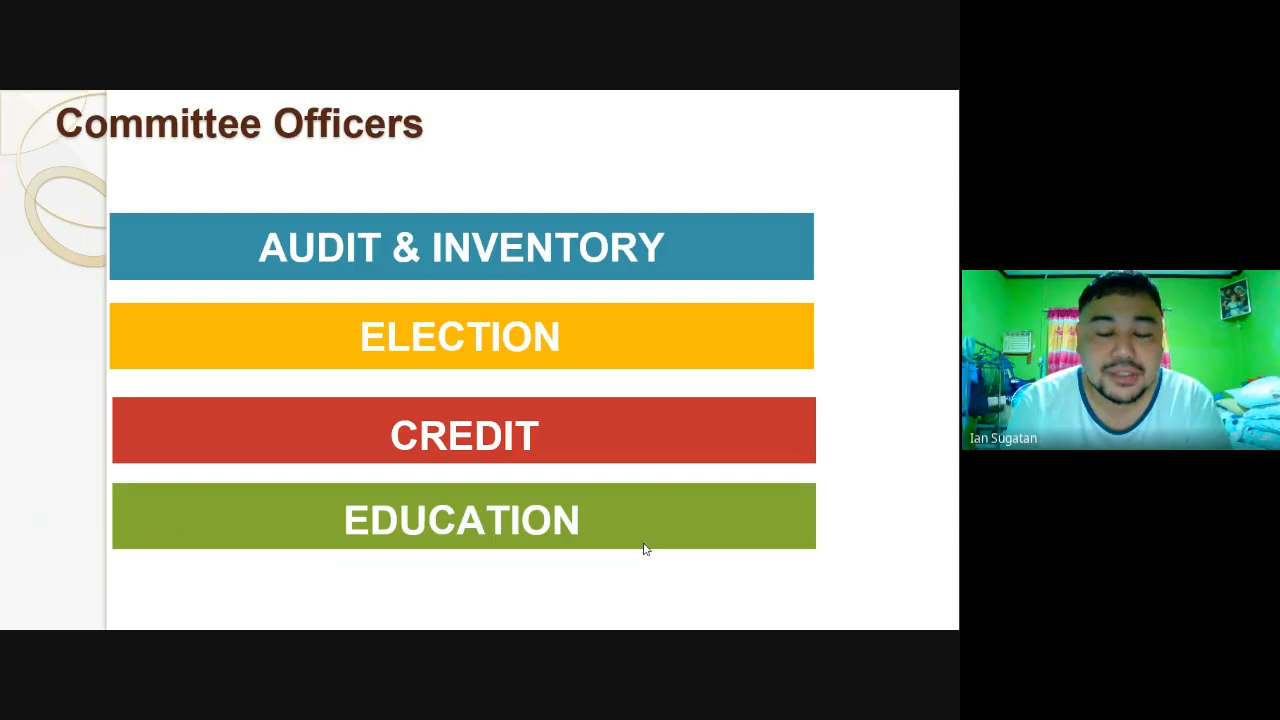 Committee Officers
AUDIT & INVENTORY
ELECTION
CREDIT
EDUCATION
Ian Sugatan